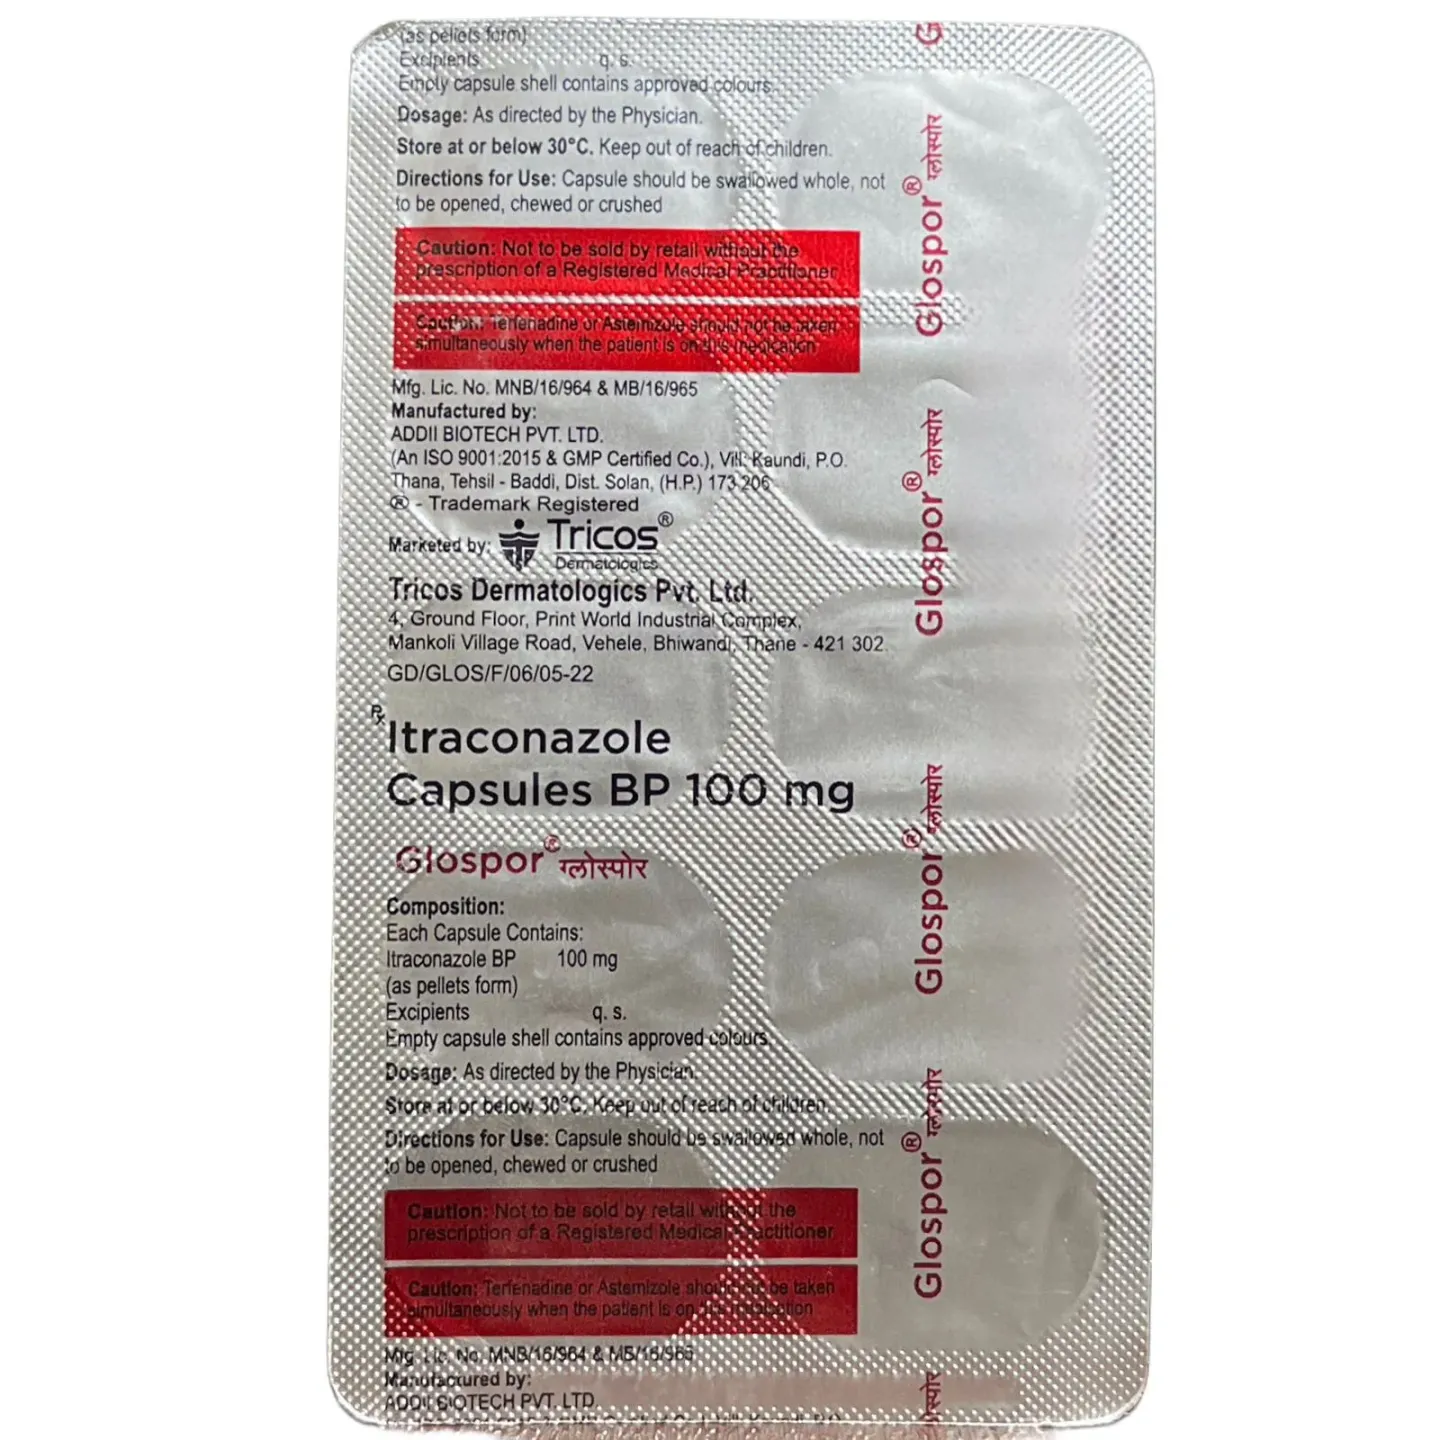 (as pellets form)
Excipients q. s.
Empty capsule shell contains approved colours.
Dosage: As directed by the Physician.
Store at or below 30°C. Keep out of reach of children.
Directions for Use: Capsule should be swallowed whole, not
to be opened, chewed or crushed
Caution: Not to be sold by retail without the
prescription of a Registered Medical Practitioner
Caution: Terfenadine or Astemizole should not be taken
simultaneously when the patient is on this medication
Mfg. Lic. No. MNB/16/964 & MB/16/965
Manufactured by:
ADDII BIOTECH PVT. LTD.
(An ISO 9001:2015 & GMP Certified Co.), Vill. Kaundi, P.O.
Thana, Tehsil - Baddi, Dist. Solan, (H.P.) 173 206
® - Trademark Registered
Marketed by: Tricos®
Dermatologics
Tricos Dermatologics Pvt. Ltd.
4, Ground Floor, Print World Industrial Complex,
Mankoli Village Road, Vehele, Bhiwandi, Thane - 421 302.
GD/GLOS/F/06/05-22
Rx Itraconazole
Capsules BP 100 mg
Glospor® ग्लोस्पोर
Composition:
Each Capsule Contains:
Itraconazole BP 100 mg
(as pellets form)
Excipients q. s.
Empty capsule shell contains approved colours.
Dosage: As directed by the Physician.
Store at or below 30°C. Keep out of reach of children.
Directions for Use: Capsule should be swallowed whole, not
to be opened, chewed or crushed
Caution: Not to be sold by retail without the
prescription of a Registered Medical Practitioner
Caution: Terfenadine or Astemizole should not be taken
simultaneously when the patient is on this medication
Mfg. Lic. No. MNB/16/964 & MB/16/965
Manufactured by:
ADDII BIOTECH PVT. LTD.
G
Glospor® ग्लोस्पोर
Glospor® ग्लोस्पोर
Glospor® ग्लोस्पोर
Glospor® ग्लोस्पोर
ग्लोस्पोर